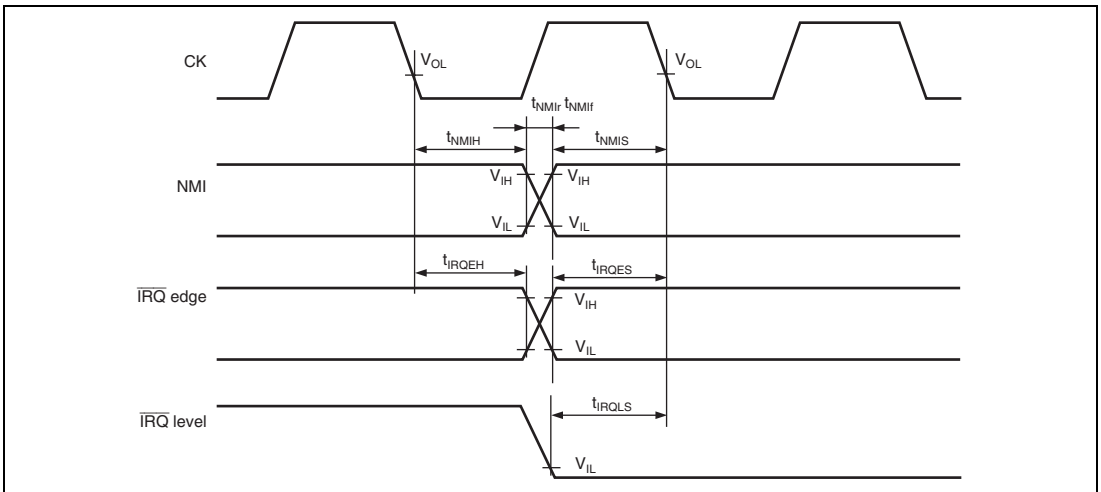 CK
V_OL V_OL
t_NMIr t_NMIf
t_NMIH t_NMIS
NMI
V_IH V_IH
V_IL V_IL
t_IRQEH t_IRQES
IRQ edge
V_IH
V_IL
t_IRQLS
IRQ level
V_IL